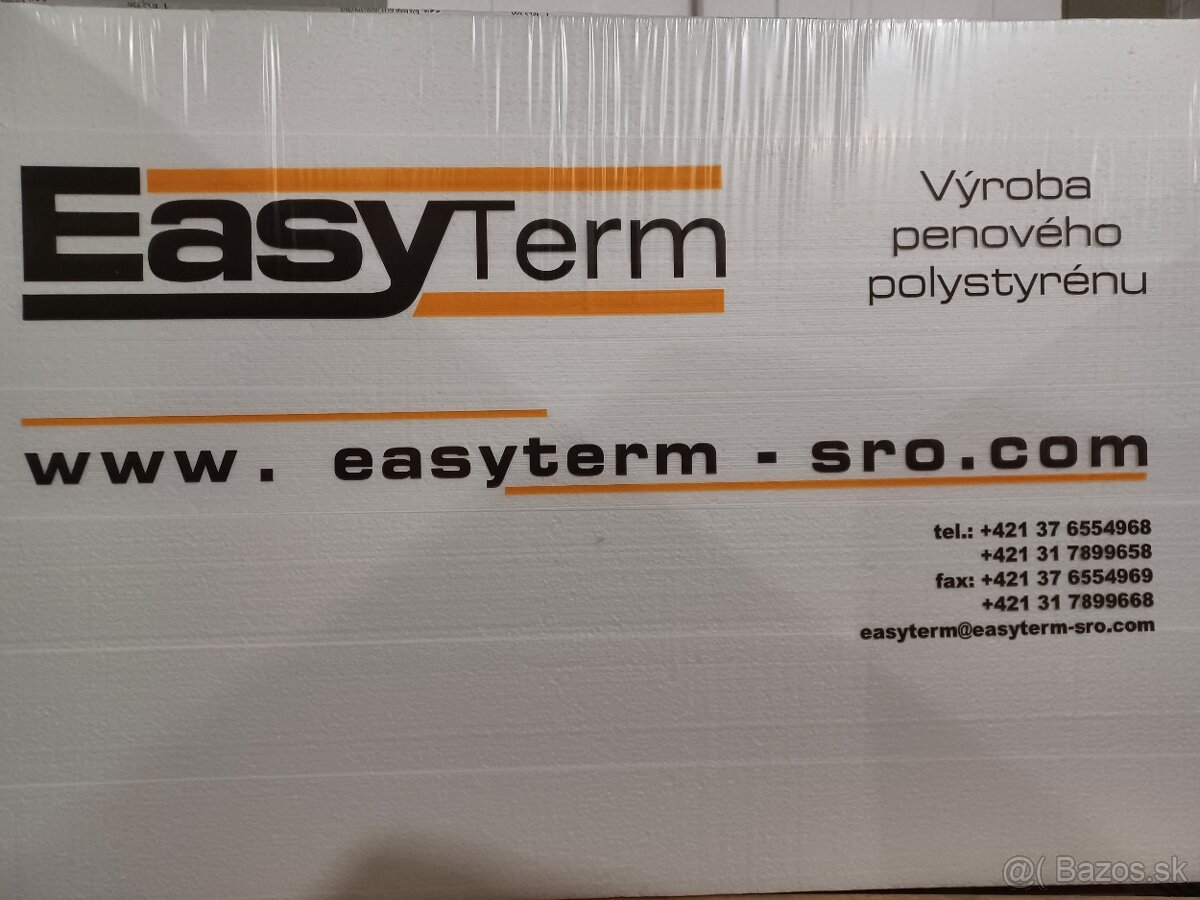 EasyTerm
Výroba
penového
polystyrénu
www. easyterm - sro.com
tel.: +421 37 6554968
+421 31 7899658
fax: +421 37 6554969
+421 31 7899668
easyterm@easyterm-sro.com
@( Bazos.sk